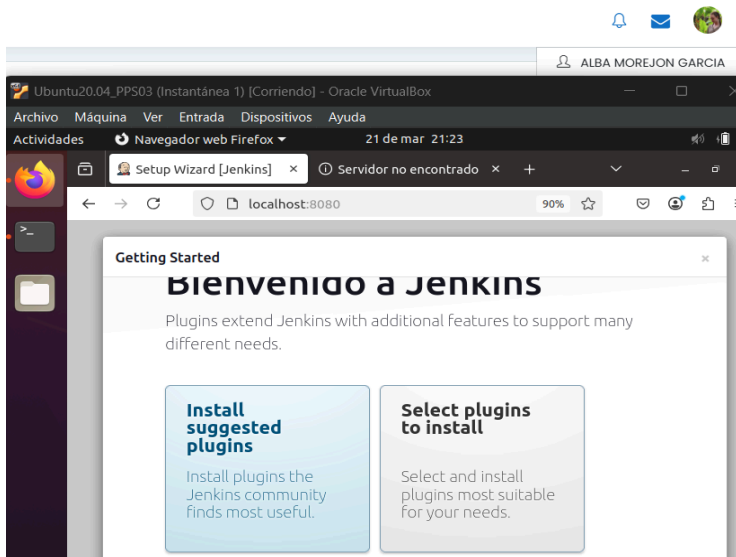 ALBA MOREJON GARCIA
Ubuntu20.04_PPS03 (Instantánea 1) [Corriendo] - Oracle VirtualBox
Archivo Máquina Ver Entrada Dispositivos Ayuda
Actividades Navegador web Firefox 21 de mar 21:23
Setup Wizard [Jenkins] Servidor no encontrado
localhost:8080 90%
Getting Started
Bienvenido a Jenkins
Plugins extend Jenkins with additional features to support many
different needs.
Install
suggested
plugins
Install plugins the
Jenkins community
finds most useful.
Select plugins
to install
Select and install
plugins most suitable
for your needs.